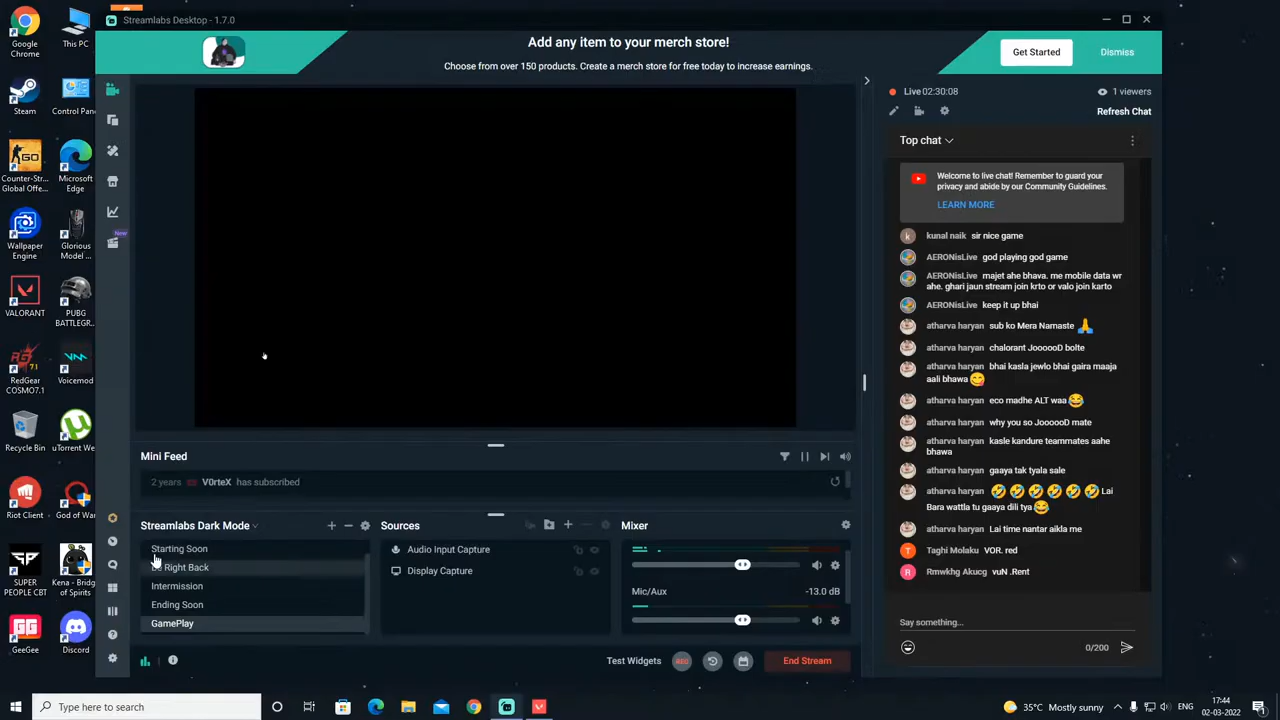 Streamlabs Desktop - 1.7.0
Add any item to your merch store!
Choose from over 150 products. Create a merch store for free today to increase earnings.
Get Started
Dismiss
Google
Chrome
This PC
Steam
Control Pan..
Counter-Str...
Global Offe...
Microsoft
Edge
Wallpaper
Engine
Glorious
Model ...
VALORANT
PUBG
BATTLEGR...
RedGear
COSMO7.1
Voicemod
Recycle Bin
uTorrent We..
Riot Client
God of War
SUPER
PEOPLE CBT
Kena - Bridg
of Spirits
GeeGee
Discord
New
Live 02:30:08
1 viewers
Refresh Chat
Top chat
Welcome to live chat! Remember to guard your
privacy and abide by our Community Guidelines.
LEARN MORE
kunal naik sir nice game
AERONisLive god playing god game
AERONisLive majet ahe bhava. me mobile data wr
ahe. ghari jaun stream join krto or valo join karto
AERONisLive keep it up bhai
atharva haryan sub ko Mera Namaste 🙏
atharva haryan chalorant JoooooD bolte
atharva haryan bhai kasla jewlo bhai gaira maaja
aali bhawa 😋
atharva haryan eco madhe ALT waa 😂
atharva haryan why you so JoooooD mate
atharva haryan kasle kandure teammates aahe
bhawa
atharva haryan gaaya tak tyala sale
atharva haryan 🤣🤣🤣🤣🤣🤣 Lai
Bara wattla tu gaaya dili tya 😂
atharva haryan Lai time nantar aikla me
Taghi Molaku VOR. red
Rmwkhg Akucg vuN .Rent
Say something...
0/200
Mini Feed
2 years V0rteX has subscribed
Streamlabs Dark Mode
Starting Soon
Right Back
Intermission
Ending Soon
GamePlay
Sources
Audio Input Capture
Display Capture
Mixer
Mic/Aux -13.0 dB
Test Widgets
REC
End Stream
Type here to search
35°C Mostly sunny
ENG
17:44
02-03-2022